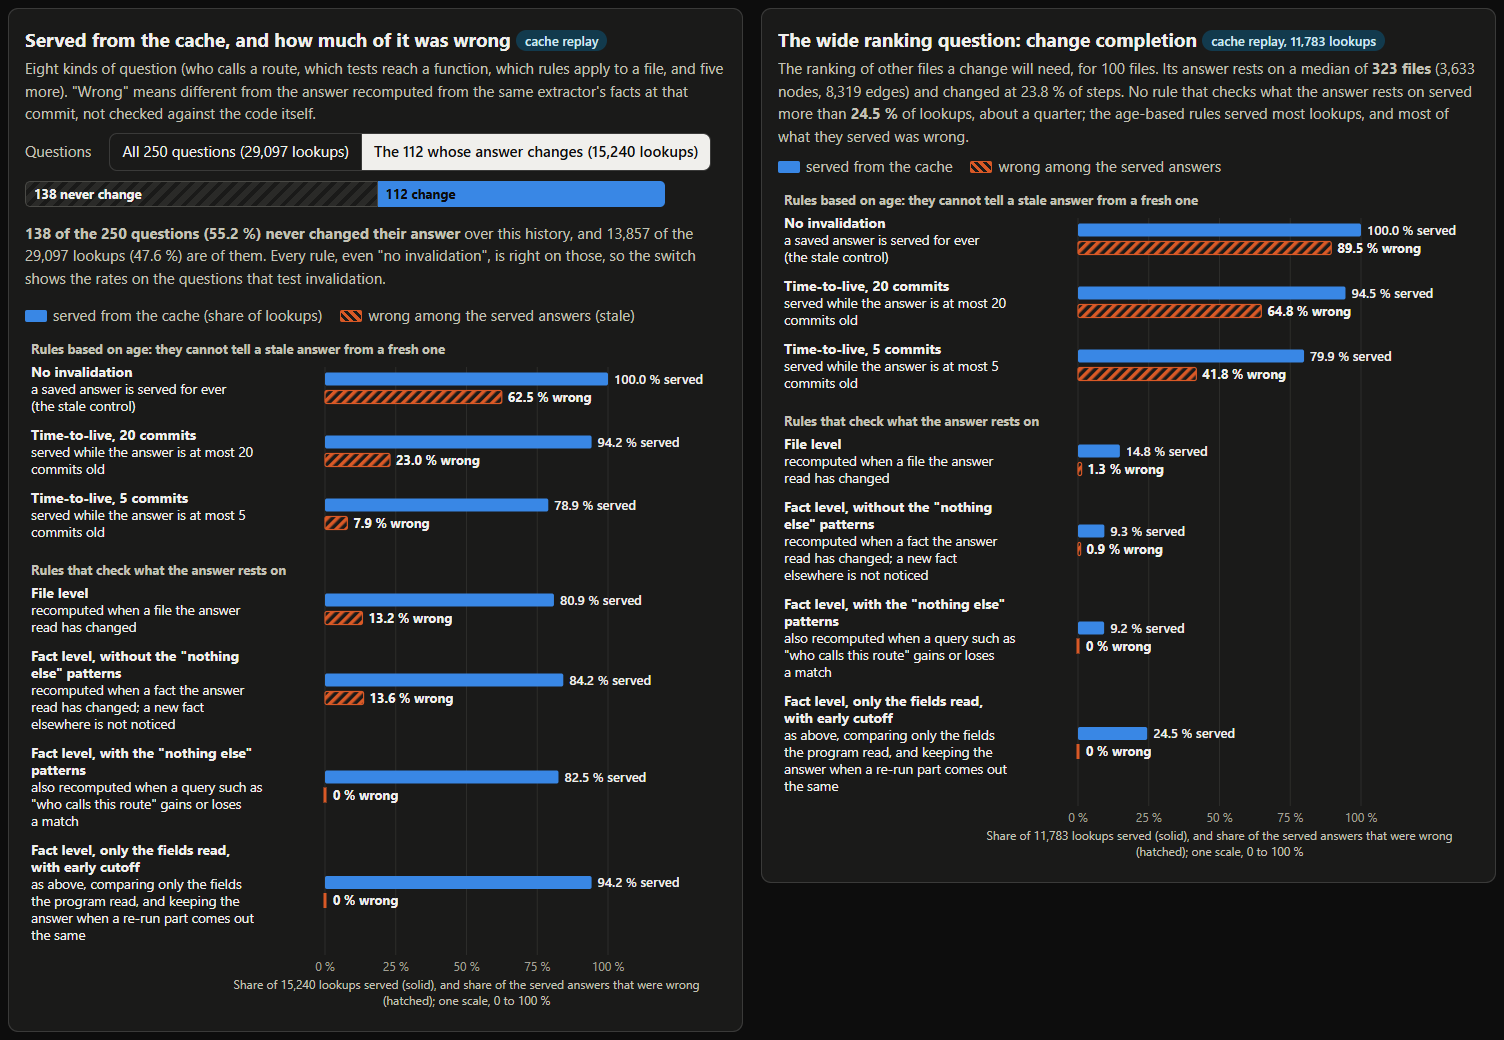 Served from the cache, and how much of it was wrong cache replay
Eight kinds of question (who calls a route, which tests reach a function, which rules apply to a file, and five
more). "Wrong" means different from the answer recomputed from the same extractor's facts at that
commit, not checked against the code itself.
Questions All 250 questions (29,097 lookups) The 112 whose answer changes (15,240 lookups)
138 never change 112 change
138 of the 250 questions (55.2 %) never changed their answer over this history, and 13,857 of the
29,097 lookups (47.6 %) are of them. Every rule, even "no invalidation", is right on those, so the switch
shows the rates on the questions that test invalidation.
served from the cache (share of lookups) wrong among the served answers (stale)
Rules based on age: they cannot tell a stale answer from a fresh one
No invalidation
a saved answer is served for ever
(the stale control)
100.0 % served
62.5 % wrong
Time-to-live, 20 commits
served while the answer is at most 20
commits old
94.2 % served
23.0 % wrong
Time-to-live, 5 commits
served while the answer is at most 5
commits old
78.9 % served
7.9 % wrong
Rules that check what the answer rests on
File level
recomputed when a file the answer
read has changed
80.9 % served
13.2 % wrong
Fact level, without the "nothing
else" patterns
recomputed when a fact the answer
read has changed; a new fact
elsewhere is not noticed
84.2 % served
13.6 % wrong
Fact level, with the "nothing else"
patterns
also recomputed when a query such as
"who calls this route" gains or loses
a match
82.5 % served
0 % wrong
Fact level, only the fields read,
with early cutoff
as above, comparing only the fields
the program read, and keeping the
answer when a re-run part comes out
the same
94.2 % served
0 % wrong
0 % 25 % 50 % 75 % 100 %
Share of 15,240 lookups served (solid), and share of the served answers that were wrong
(hatched); one scale, 0 to 100 %
The wide ranking question: change completion cache replay, 11,783 lookups
The ranking of other files a change will need, for 100 files. Its answer rests on a median of 323 files (3,633
nodes, 8,319 edges) and changed at 23.8 % of steps. No rule that checks what the answer rests on served
more than 24.5 % of lookups, about a quarter; the age-based rules served most lookups, and most of
what they served was wrong.
served from the cache wrong among the served answers
Rules based on age: they cannot tell a stale answer from a fresh one
No invalidation
a saved answer is served for ever
(the stale control)
100.0 % served
89.5 % wrong
Time-to-live, 20 commits
served while the answer is at most 20
commits old
94.5 % served
64.8 % wrong
Time-to-live, 5 commits
served while the answer is at most 5
commits old
79.9 % served
41.8 % wrong
Rules that check what the answer rests on
File level
recomputed when a file the answer
read has changed
14.8 % served
1.3 % wrong
Fact level, without the "nothing
else" patterns
recomputed when a fact the answer
read has changed; a new fact
elsewhere is not noticed
9.3 % served
0.9 % wrong
Fact level, with the "nothing else"
patterns
also recomputed when a query such as
"who calls this route" gains or loses
a match
9.2 % served
0 % wrong
Fact level, only the fields read,
with early cutoff
as above, comparing only the fields
the program read, and keeping the
answer when a re-run part comes out
the same
24.5 % served
0 % wrong
0 % 25 % 50 % 75 % 100 %
Share of 11,783 lookups served (solid), and share of the served answers that were wrong
(hatched); one scale, 0 to 100 %